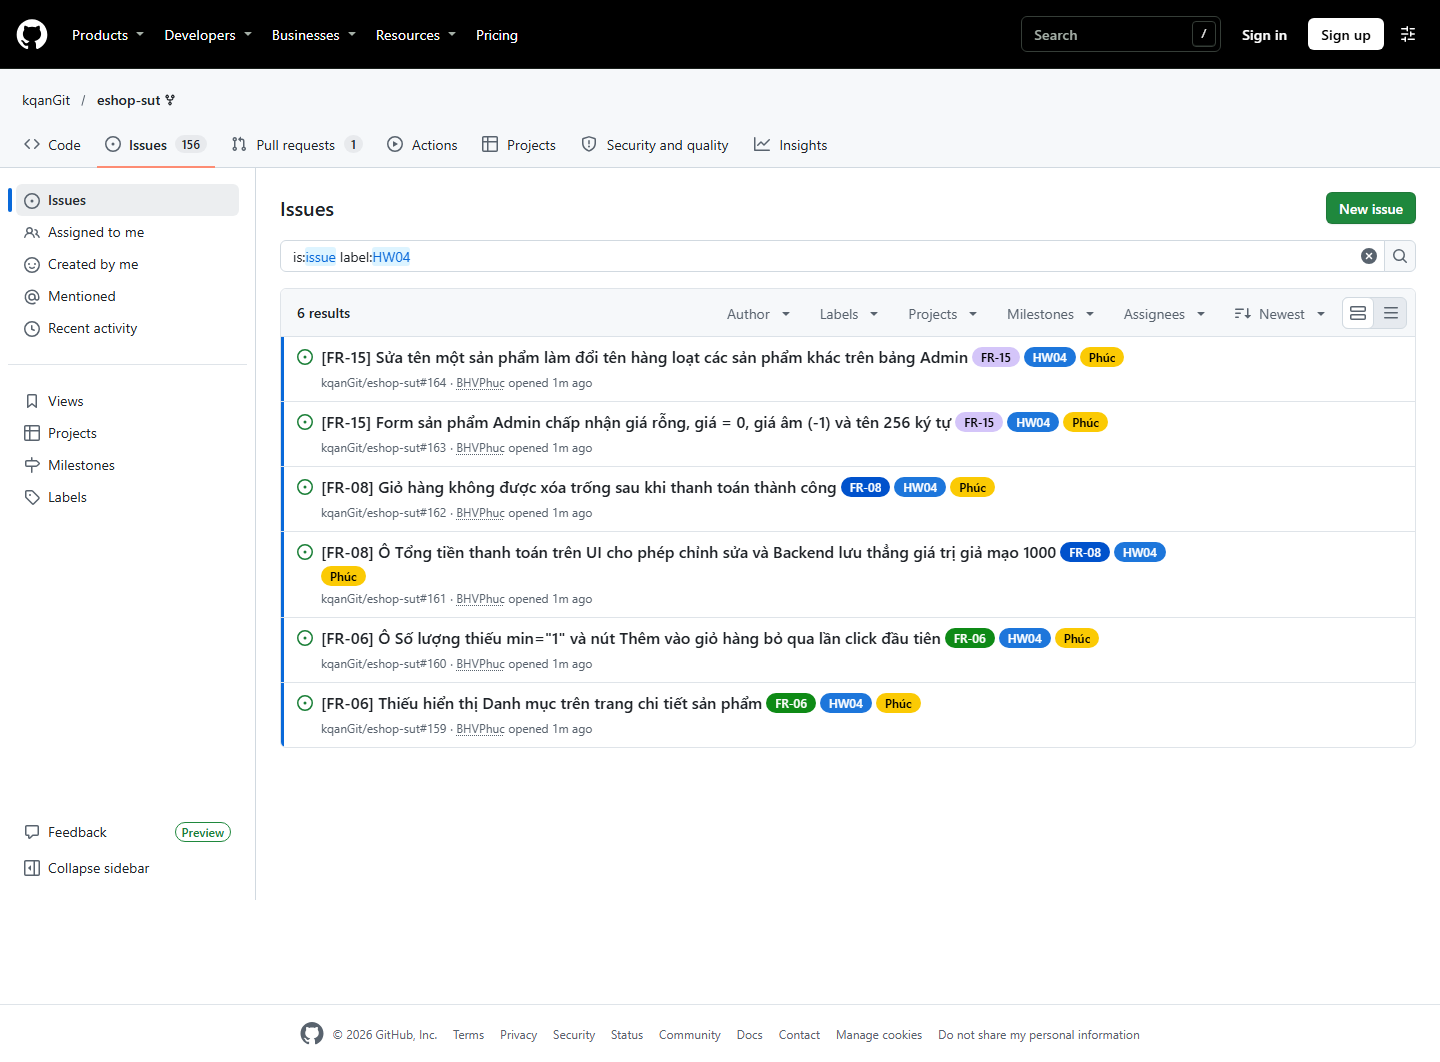 Products Developers Businesses Resources Pricing Search / Sign in Sign up
kqanGit / eshop-sut
Code Issues 156 Pull requests 1 Actions Projects Security and quality Insights
Issues
Assigned to me
Created by me
Mentioned
Recent activity
Views
Projects
Milestones
Labels
Feedback Preview
Collapse sidebar
Issues New issue
is:issue label:HW04
6 results Author Labels Projects Milestones Assignees Newest
[FR-15] Sửa tên một sản phẩm làm đổi tên hàng loạt các sản phẩm khác trên bảng Admin FR-15 HW04 Phúc
kqanGit/eshop-sut#164 · BHVPhuc opened 1m ago
[FR-15] Form sản phẩm Admin chấp nhận giá rỗng, giá = 0, giá âm (-1) và tên 256 ký tự FR-15 HW04 Phúc
kqanGit/eshop-sut#163 · BHVPhuc opened 1m ago
[FR-08] Giỏ hàng không được xóa trống sau khi thanh toán thành công FR-08 HW04 Phúc
kqanGit/eshop-sut#162 · BHVPhuc opened 1m ago
[FR-08] Ô Tổng tiền thanh toán trên UI cho phép chỉnh sửa và Backend lưu thẳng giá trị giả mạo 1000 FR-08 HW04
Phúc
kqanGit/eshop-sut#161 · BHVPhuc opened 1m ago
[FR-06] Ô Số lượng thiếu min="1" và nút Thêm vào giỏ hàng bỏ qua lần click đầu tiên FR-06 HW04 Phúc
kqanGit/eshop-sut#160 · BHVPhuc opened 1m ago
[FR-06] Thiếu hiển thị Danh mục trên trang chi tiết sản phẩm FR-06 HW04 Phúc
kqanGit/eshop-sut#159 · BHVPhuc opened 1m ago
© 2026 GitHub, Inc. Terms Privacy Security Status Community Docs Contact Manage cookies Do not share my personal information